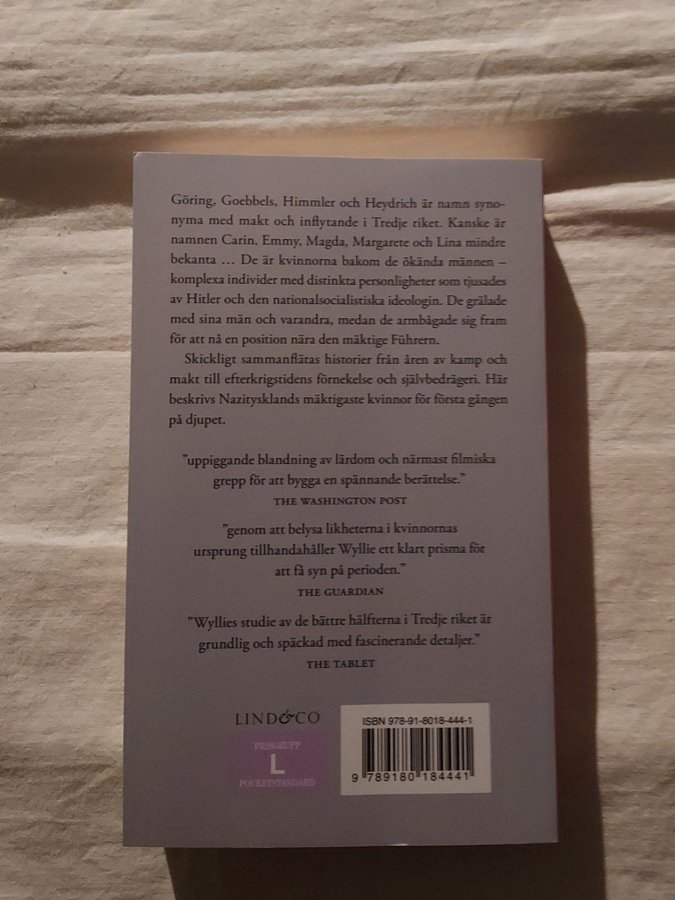 Göring, Goebbels, Himmler och Heydrich är namn syno-
nyma med makt och inflytande i Tredje riket. Kanske är
namnen Carin, Emmy, Magda, Margarete och Lina mindre
bekanta ... De är kvinnorna bakom de ökända männen –
komplexa individer med distinkta personligheter som tjusades
av Hitler och den nationalsocialistiska ideologin. De grälade
med sina män och varandra, medan de armbågade sig fram
för att nå en position nära den mäktige Führern.
Skickligt sammanflätas historier från åren av kamp och
makt till efterkrigstidens förnekelse och självbedrägeri. Här
beskrivs Nazitysklands mäktigaste kvinnor för första gången
på djupet.
"uppiggande blandning av lärdom och närmast filmiska
grepp för att bygga en spännande berättelse."
THE WASHINGTON POST
"genom att belysa likheterna i kvinnornas
ursprung tillhandahåller Wyllie ett klart prisma för
att få syn på perioden."
THE GUARDIAN
"Wyllies studie av de bättre hälfterna i Tredje riket är
grundlig och späckad med fascinerande detaljer."
THE TABLET
LIND&CO
PRISGRUPP
L
POCKETSTANDARD
ISBN 978-91-8018-444-1
9 789180 184441